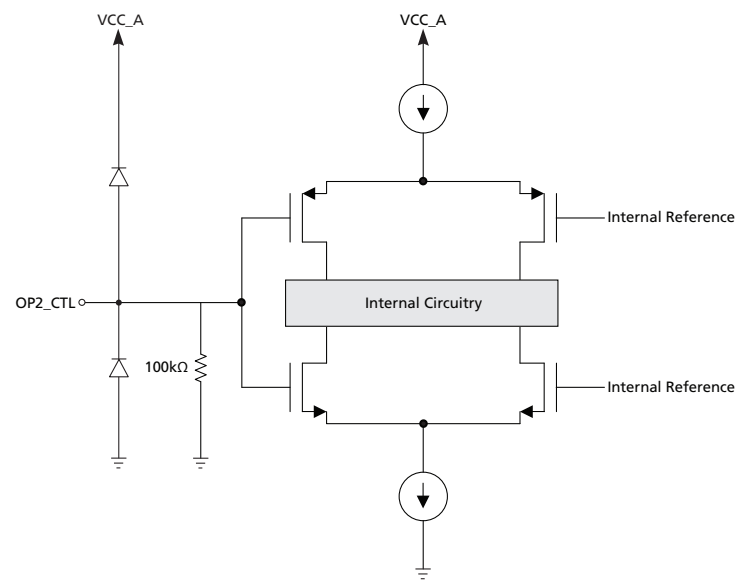 VCC_A
VCC_A
Internal Reference
OP2_CTL
Internal Circuitry
100kΩ
Internal Reference